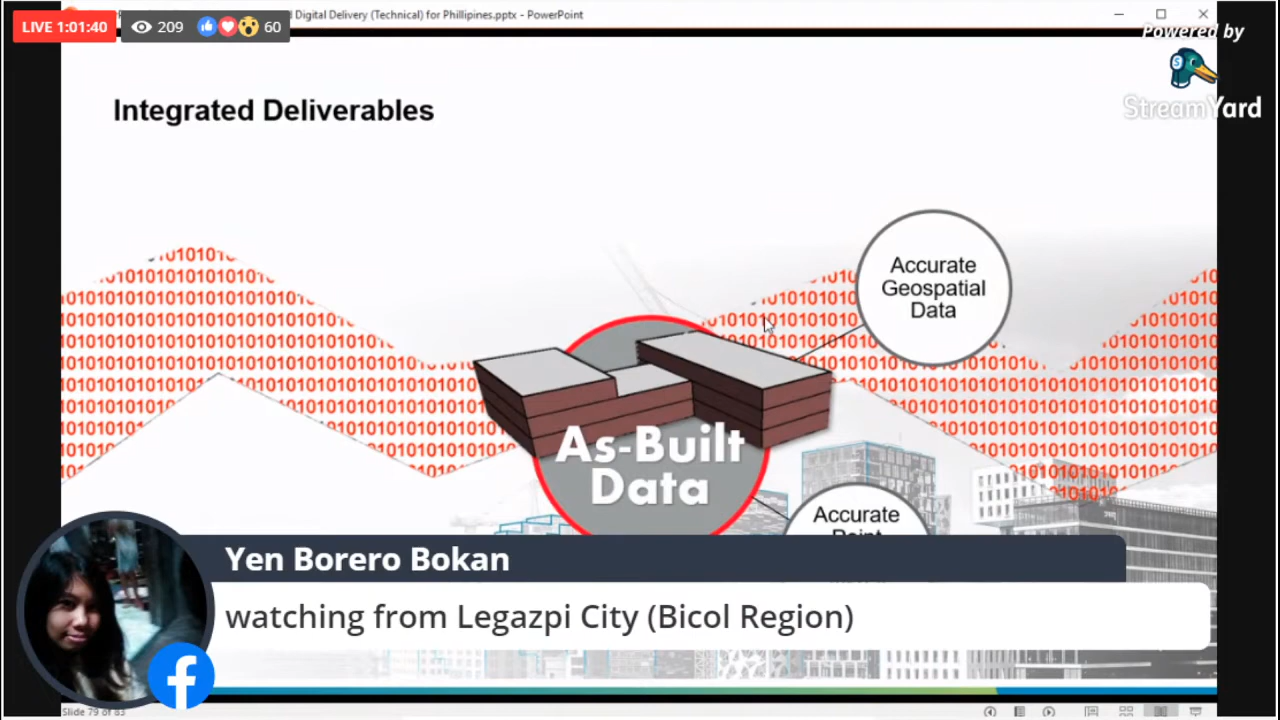 LIVE 1:01:40
209
60
d Digital Delivery (Technical) for Phillipines.pptx - PowerPoint
Powered by
StreamYard
Integrated Deliverables
Accurate
Geospatial
Data
As-Built
Data
Accurate
Point
Yen Borero Bokan
watching from Legazpi City (Bicol Region)
Slide 79 of 83